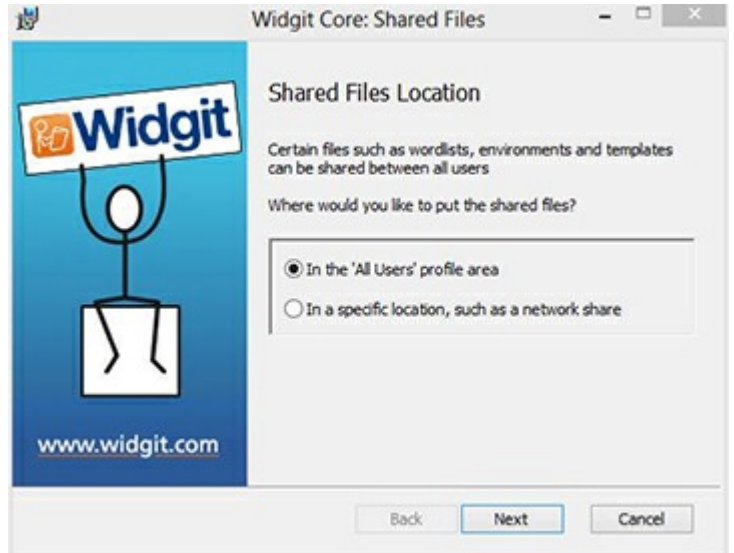 Widgit Core: Shared Files
Widgit
www.widgit.com
Shared Files Location
Certain files such as wordlists, environments and templates
can be shared between all users
Where would you like to put the shared files?
In the 'All Users' profile area
In a specific location, such as a network share
Back Next Cancel